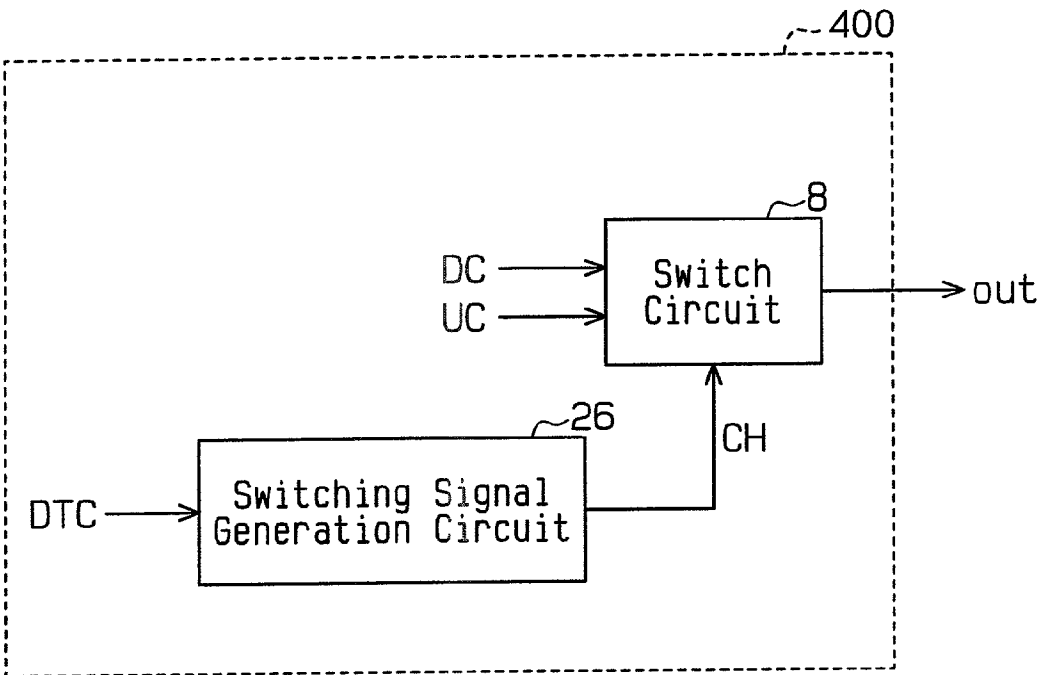 400
8
DC
UC
Switch
Circuit
out
26
CH
DTC
Switching Signal
Generation Circuit